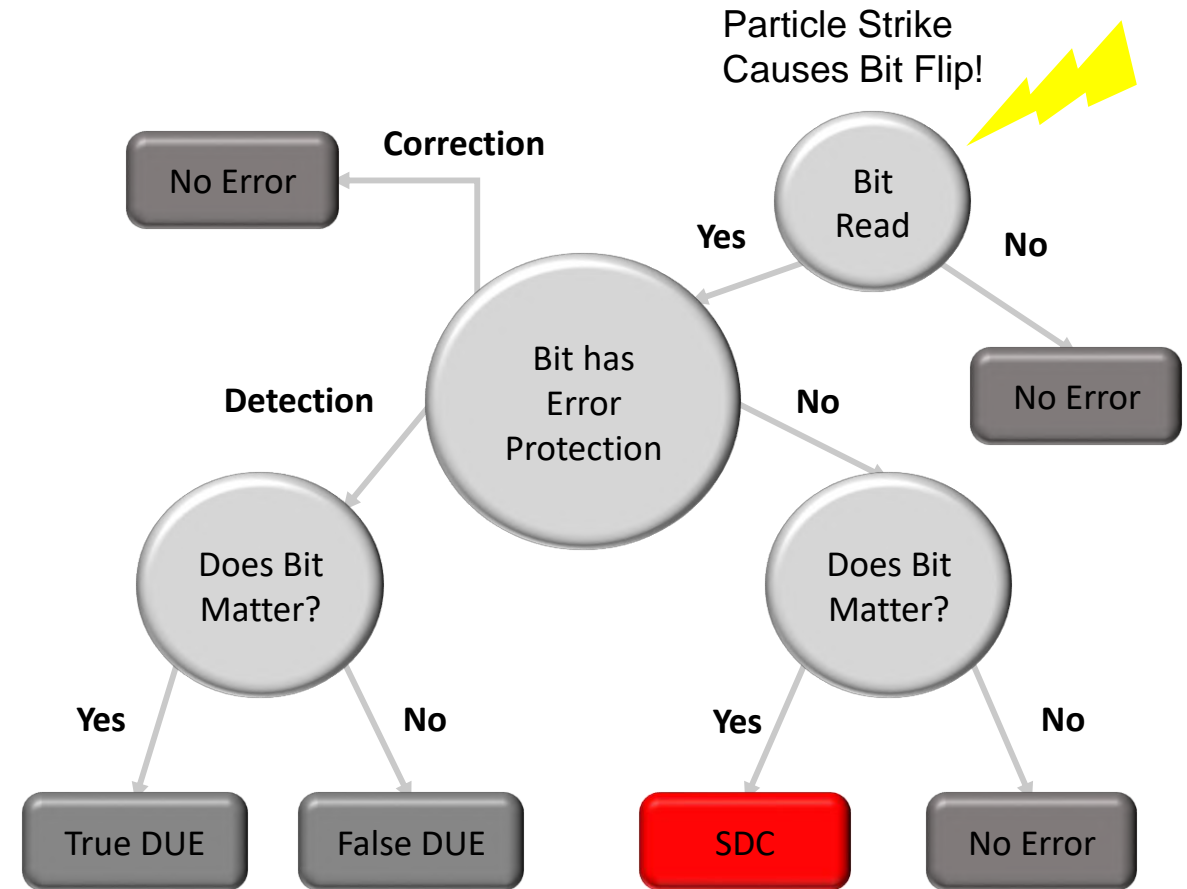 Particle Strike
Causes Bit Flip!
Correction
No Error
Bit
Read
Yes
No
Bit has
Error
Protection
No Error
Detection
No
Does Bit
Matter?
Does Bit
Matter?
Yes
No
Yes
No
True DUE
False DUE
SDC
No Error